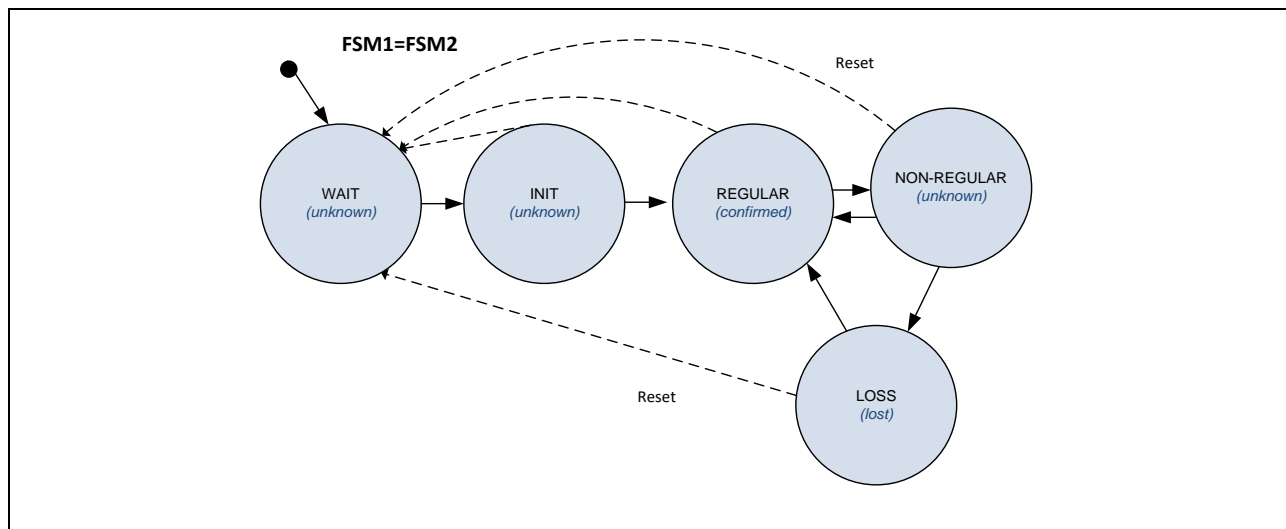 FSM1=FSM2
Reset
WAIT
(unknown)
INIT
(unknown)
REGULAR
(confirmed)
NON-REGULAR
(unknown)
Reset
LOSS
(lost)